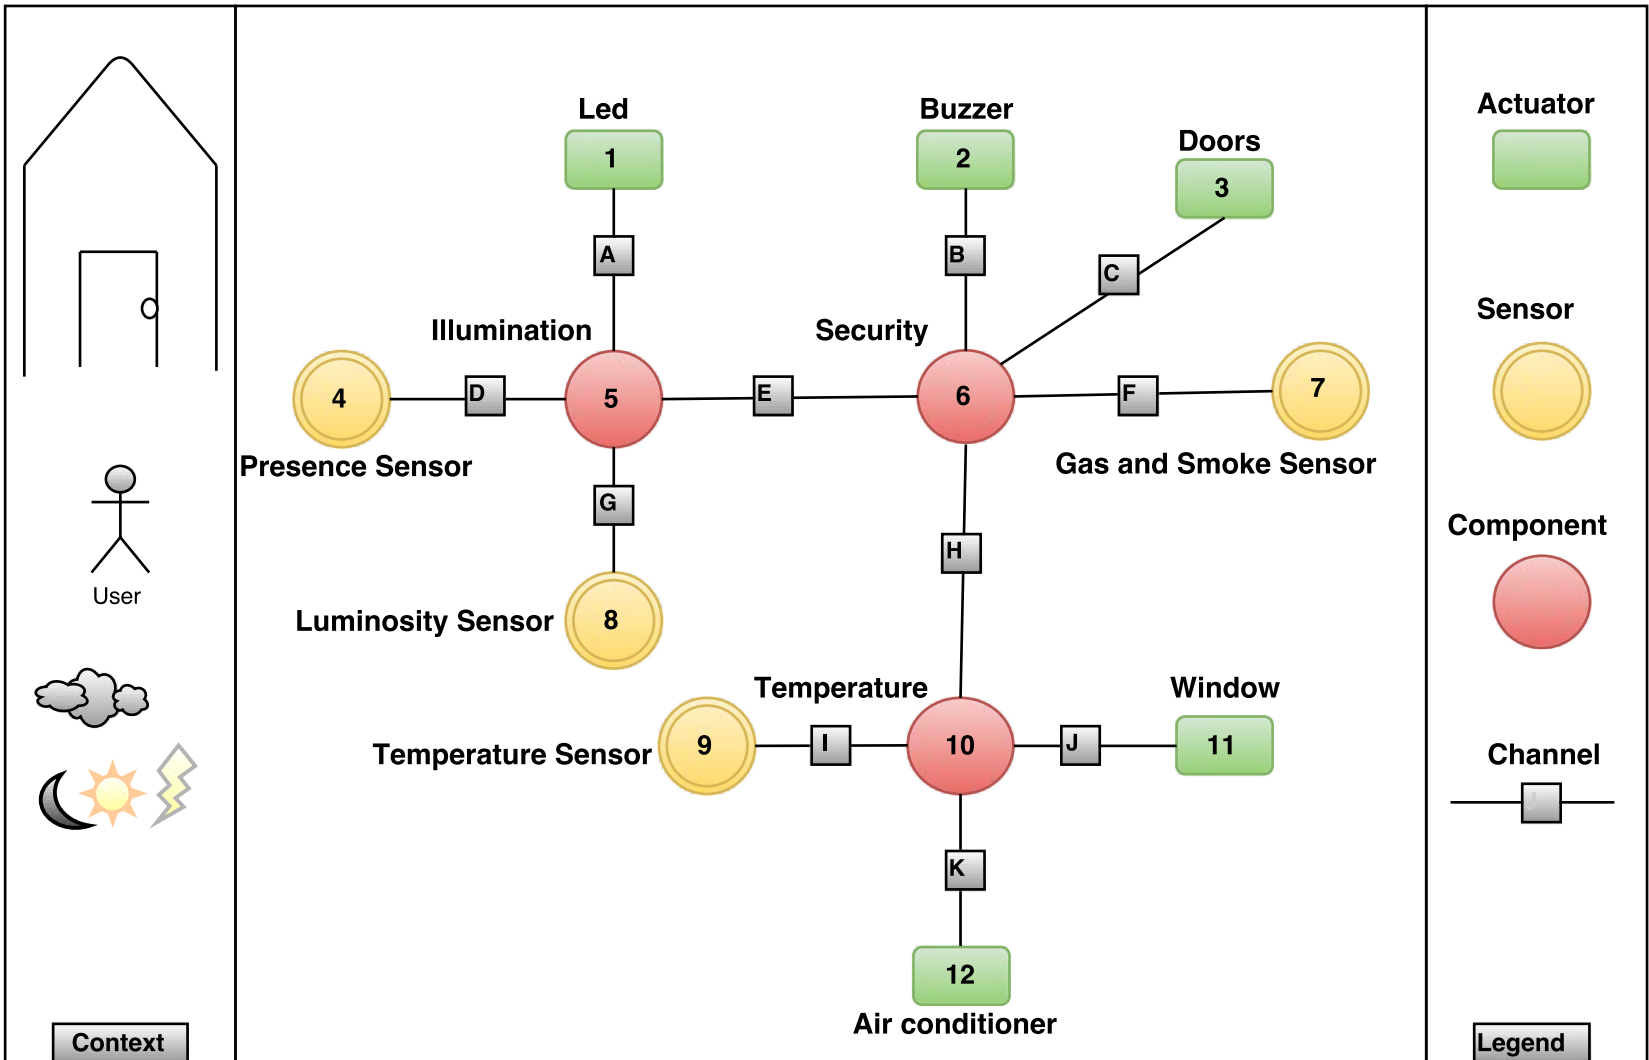 Led
1
A
Buzzer
2
B
Doors
3
C
Illumination
Security
4
D
5
E
6
F
7
Presence Sensor
Gas and Smoke Sensor
G
H
Luminosity Sensor
8
Temperature
Window
Temperature Sensor
9
I
10
J
11
K
12
Air conditioner
User
Context
Actuator
Sensor
Component
Channel
Legend